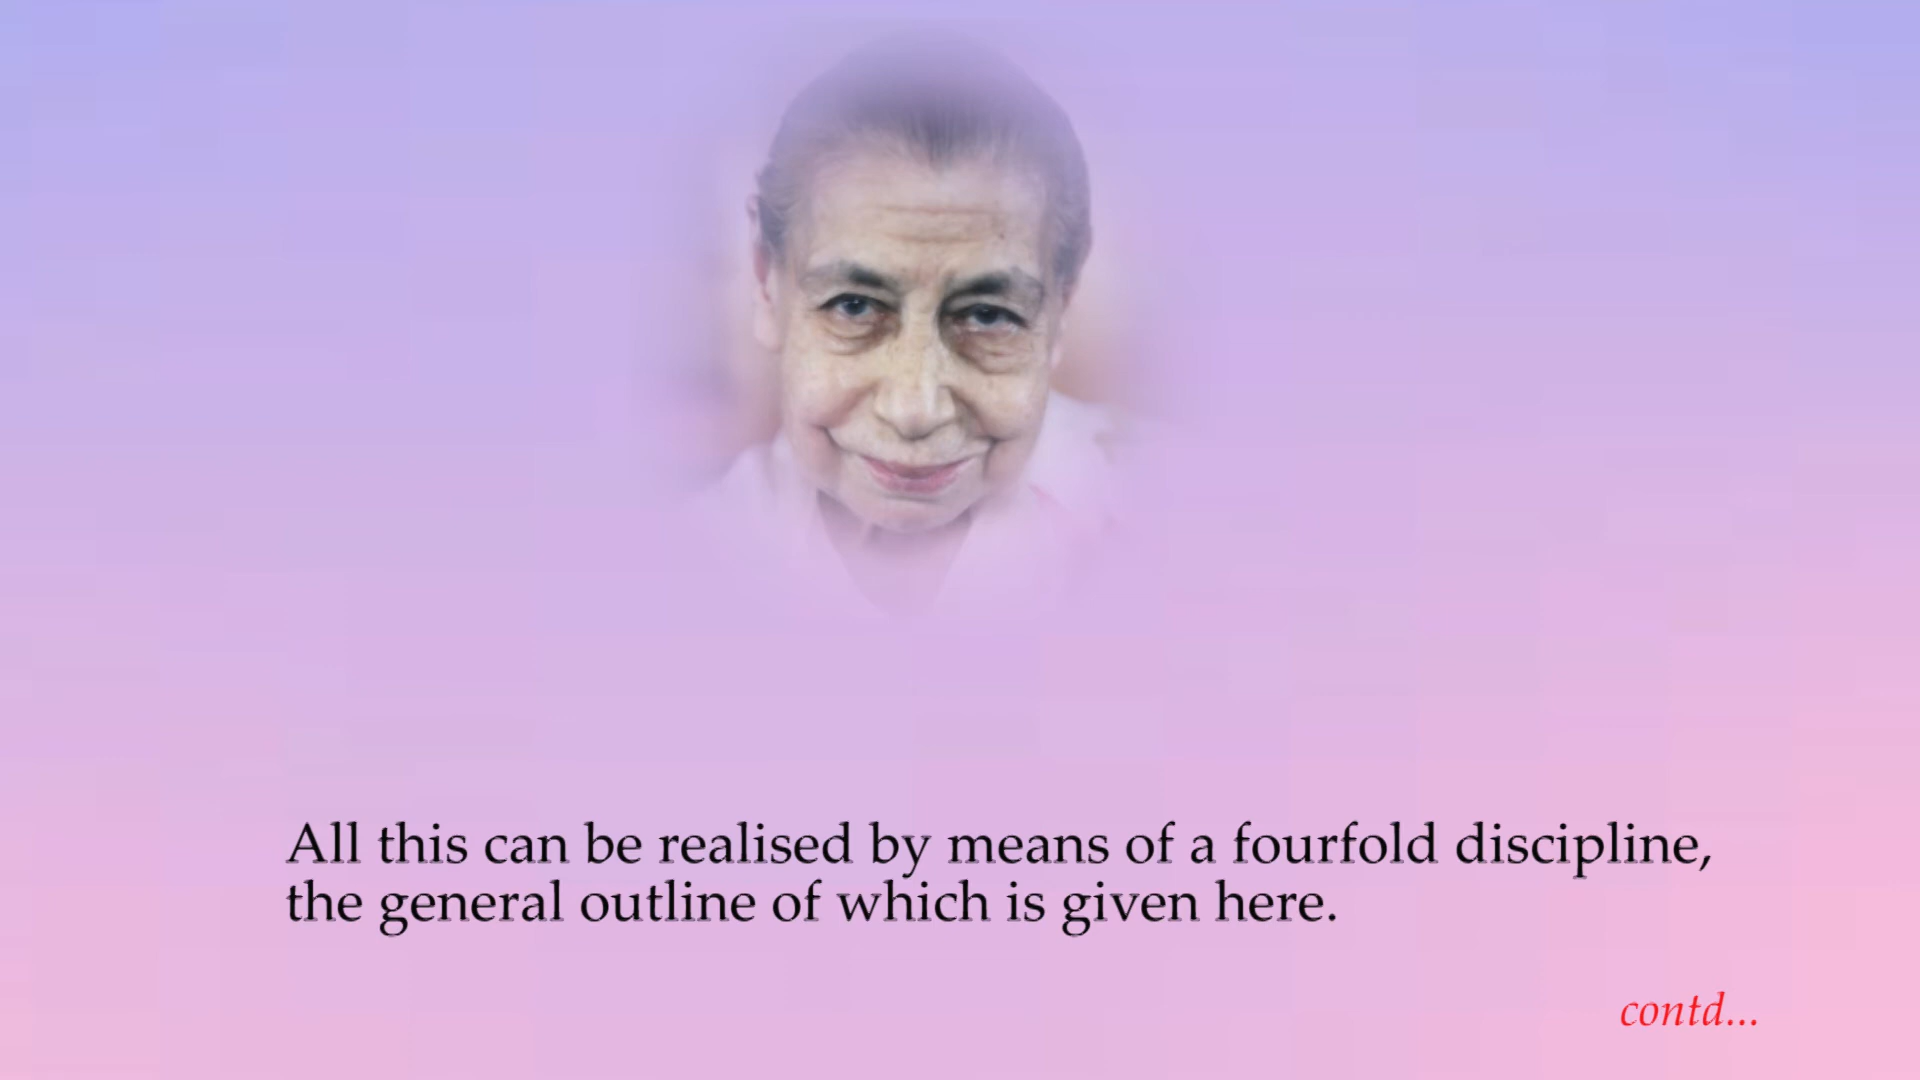 All this can be realised by means of a fourfold discipline,
the general outline of which is given here.
contd...